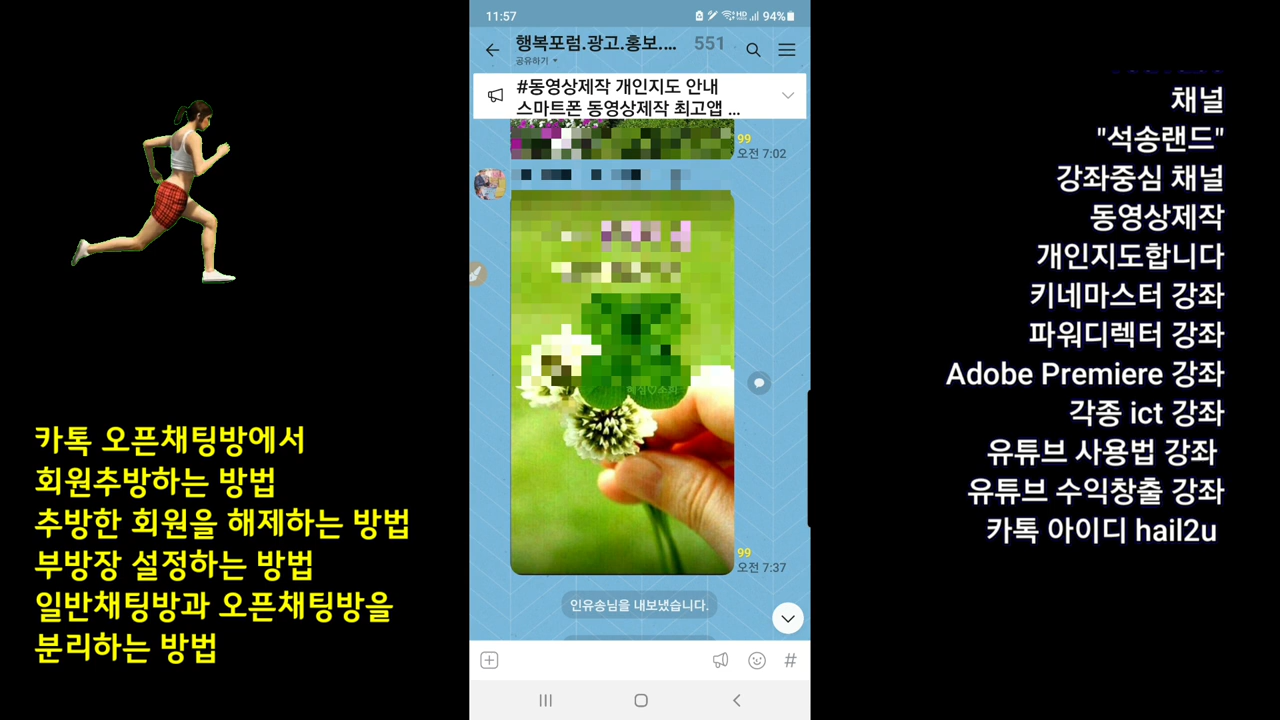 11:57
94%
행복포럼.광고.홍보.... 551
공유하기
#동영상제작 개인지도 안내
스마트폰 동영상제작 최고앱 ...
99
오전 7:02
99
오전 7:37
인유송님을 내보냈습니다.
#
카톡 오픈채팅방에서
회원추방하는 방법
추방한 회원을 해제하는 방법
부방장 설정하는 방법
일반채팅방과 오픈채팅방을
분리하는 방법
채널
"석송랜드"
강좌중심 채널
동영상제작
개인지도합니다
키네마스터 강좌
파워디렉터 강좌
Adobe Premiere 강좌
각종 ict 강좌
유튜브 사용법 강좌
유튜브 수익창출 강좌
카톡 아이디 hail2u